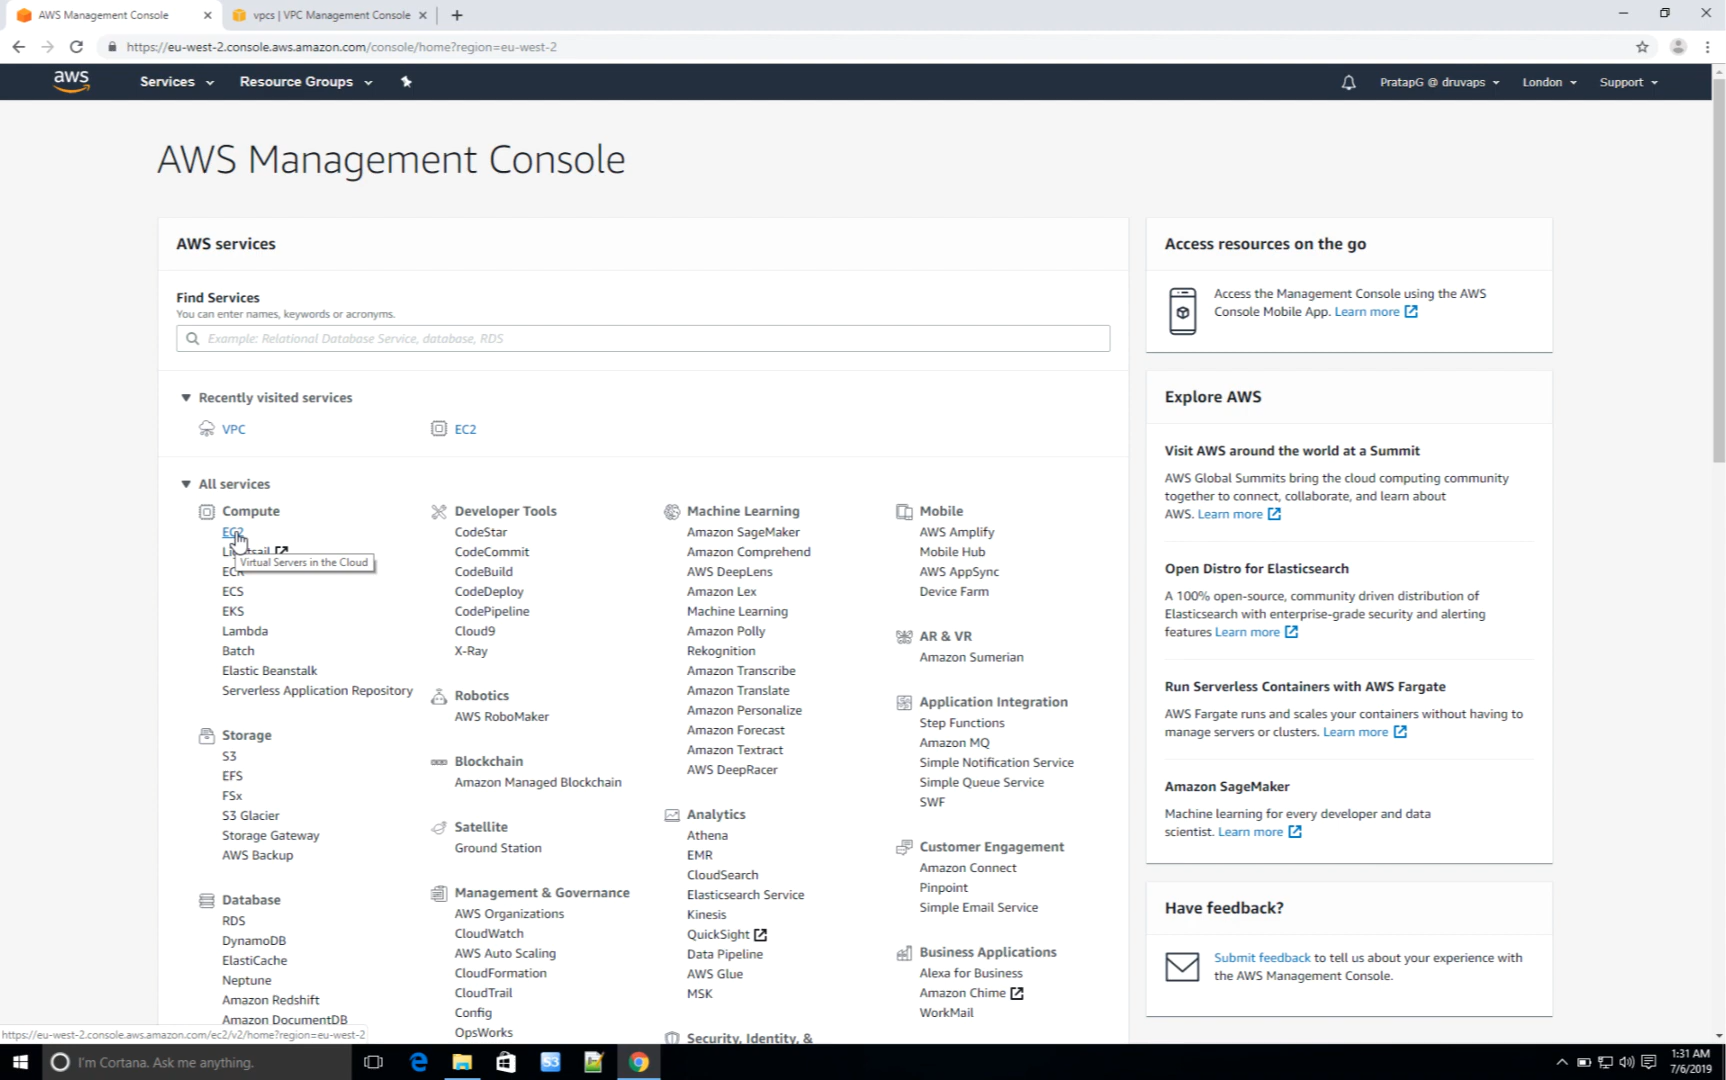 AWS Management Console
vpcs | VPC Management Console
https://eu-west-2.console.aws.amazon.com/console/home?region=eu-west-2
aws
Services
Resource Groups
PratapG @ druvaps
London
Support
AWS Management Console
AWS services
Find Services
You can enter names, keywords or acronyms.
Example: Relational Database Service, database, RDS
Recently visited services
VPC
EC2
All services
Compute
EC2
Lightsail
Virtual Servers in the Cloud
ECR
ECS
EKS
Lambda
Batch
Elastic Beanstalk
Serverless Application Repository
Storage
S3
EFS
FSx
S3 Glacier
Storage Gateway
AWS Backup
Database
RDS
DynamoDB
ElastiCache
Neptune
Amazon Redshift
Amazon DocumentDB
Developer Tools
CodeStar
CodeCommit
CodeBuild
CodeDeploy
CodePipeline
Cloud9
X-Ray
Robotics
AWS RoboMaker
Blockchain
Amazon Managed Blockchain
Satellite
Ground Station
Management & Governance
AWS Organizations
CloudWatch
AWS Auto Scaling
CloudFormation
CloudTrail
Config
OpsWorks
Machine Learning
Amazon SageMaker
Amazon Comprehend
AWS DeepLens
Amazon Lex
Machine Learning
Amazon Polly
Rekognition
Amazon Transcribe
Amazon Translate
Amazon Personalize
Amazon Forecast
Amazon Textract
AWS DeepRacer
Analytics
Athena
EMR
CloudSearch
Elasticsearch Service
Kinesis
QuickSight
Data Pipeline
AWS Glue
MSK
Security, Identity, &
Mobile
AWS Amplify
Mobile Hub
AWS AppSync
Device Farm
AR & VR
Amazon Sumerian
Application Integration
Step Functions
Amazon MQ
Simple Notification Service
Simple Queue Service
SWF
Customer Engagement
Amazon Connect
Pinpoint
Simple Email Service
Business Applications
Alexa for Business
Amazon Chime
WorkMail
Access resources on the go
Access the Management Console using the AWS
Console Mobile App. Learn more
Explore AWS
Visit AWS around the world at a Summit
AWS Global Summits bring the cloud computing community
together to connect, collaborate, and learn about
AWS. Learn more
Open Distro for Elasticsearch
A 100% open-source, community driven distribution of
Elasticsearch with enterprise-grade security and alerting
features Learn more
Run Serverless Containers with AWS Fargate
AWS Fargate runs and scales your containers without having to
manage servers or clusters. Learn more
Amazon SageMaker
Machine learning for every developer and data
scientist. Learn more
Have feedback?
Submit feedback to tell us about your experience with
the AWS Management Console.
https://eu-west-2.console.aws.amazon.com/ec2/v2/home?region=eu-west-2
I'm Cortana. Ask me anything.
S3
1:31 AM
7/6/2019